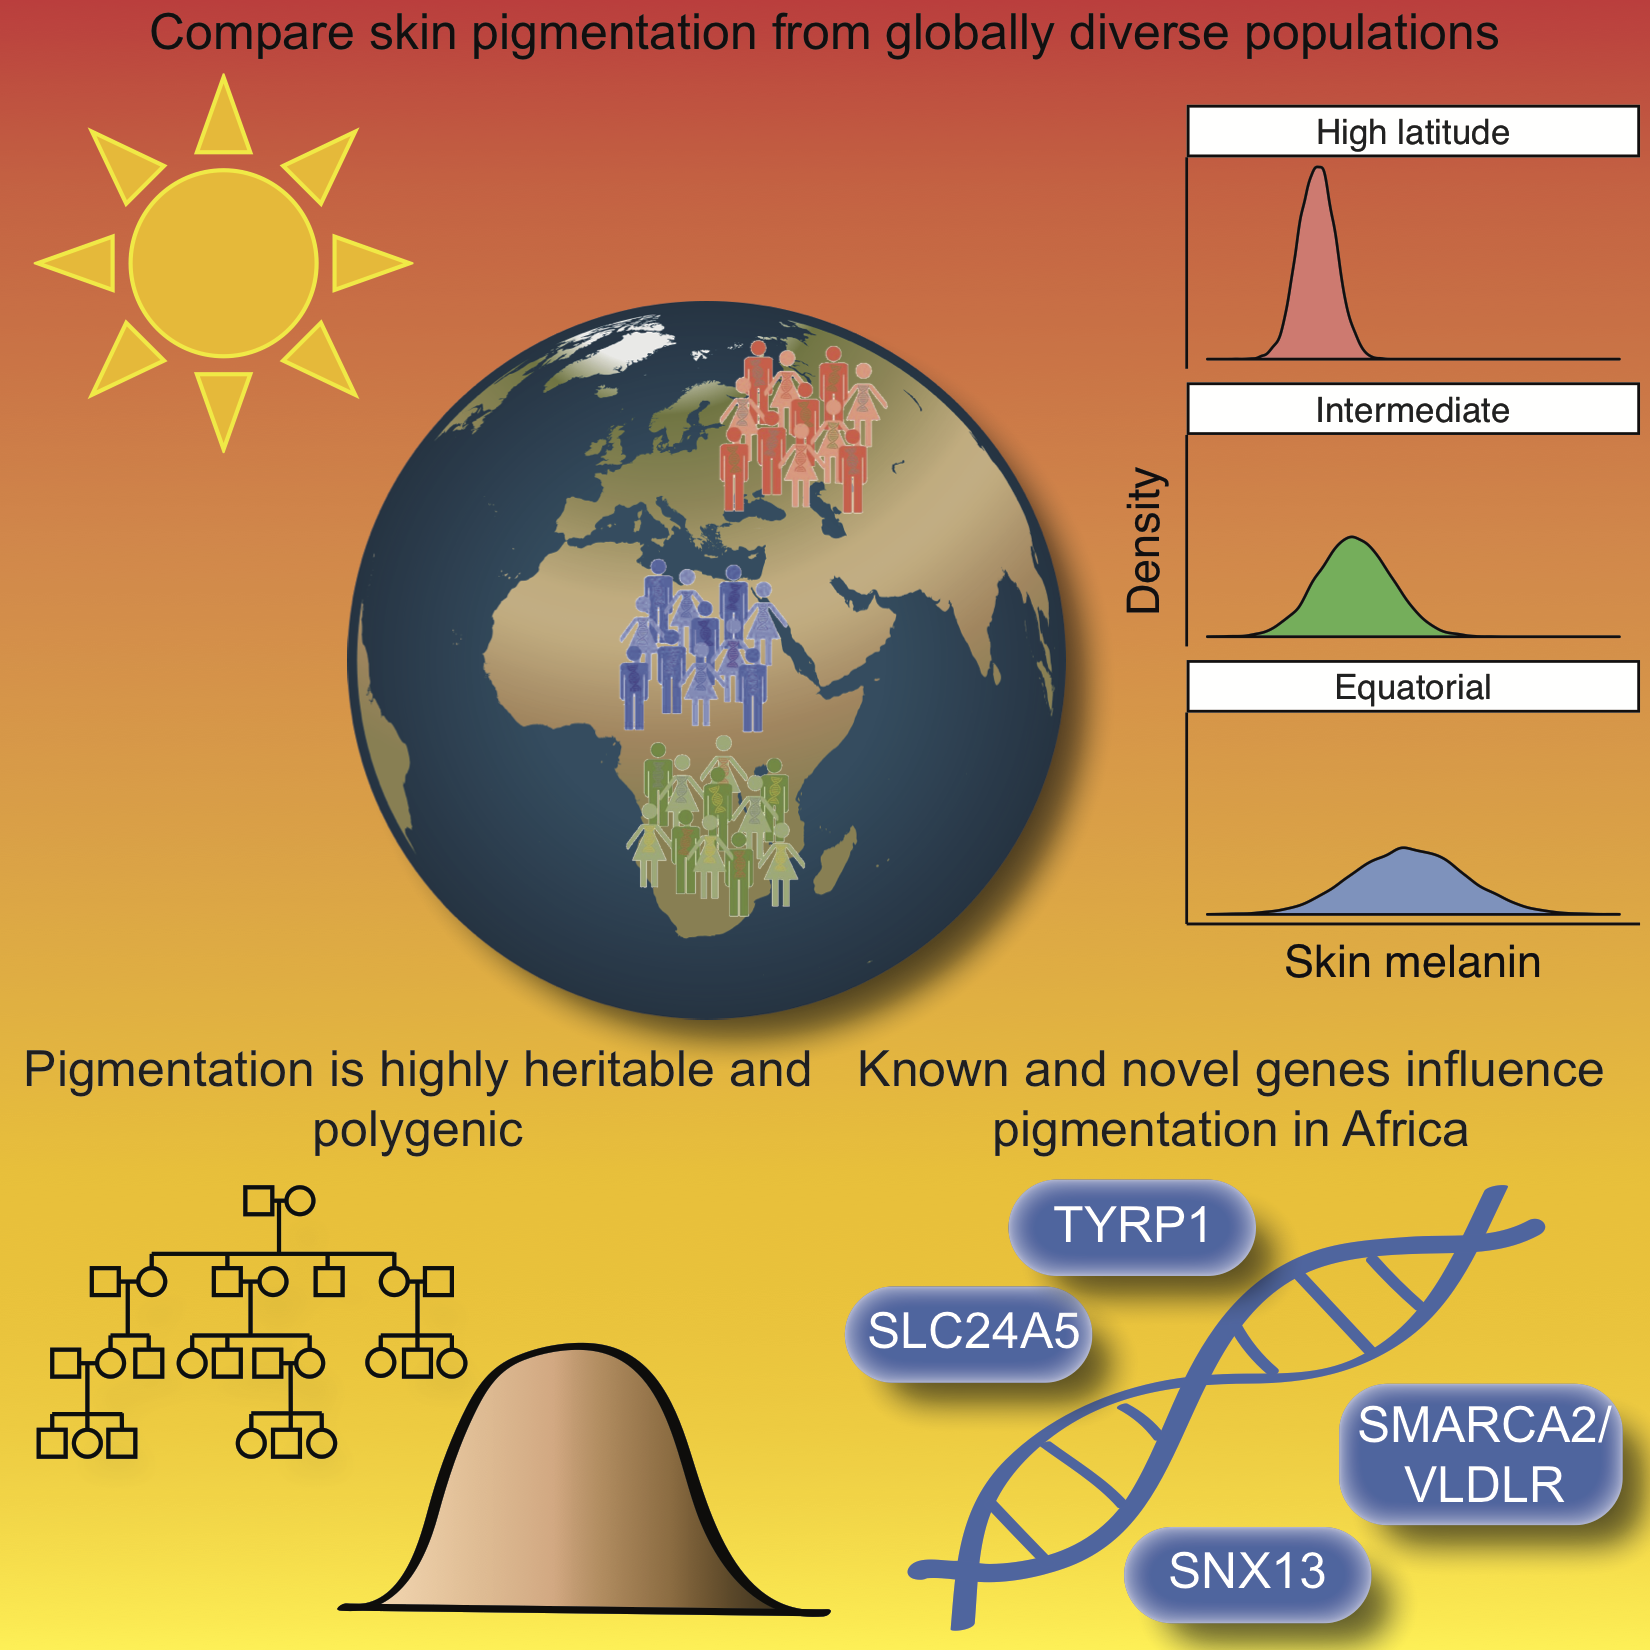 Compare skin pigmentation from globally diverse populations
High latitude
Intermediate
Equatorial
Density
Skin melanin
Pigmentation is highly heritable and
polygenic
Known and novel genes influence
pigmentation in Africa
TYRP1
SLC24A5
SMARCA2/
VLDLR
SNX13